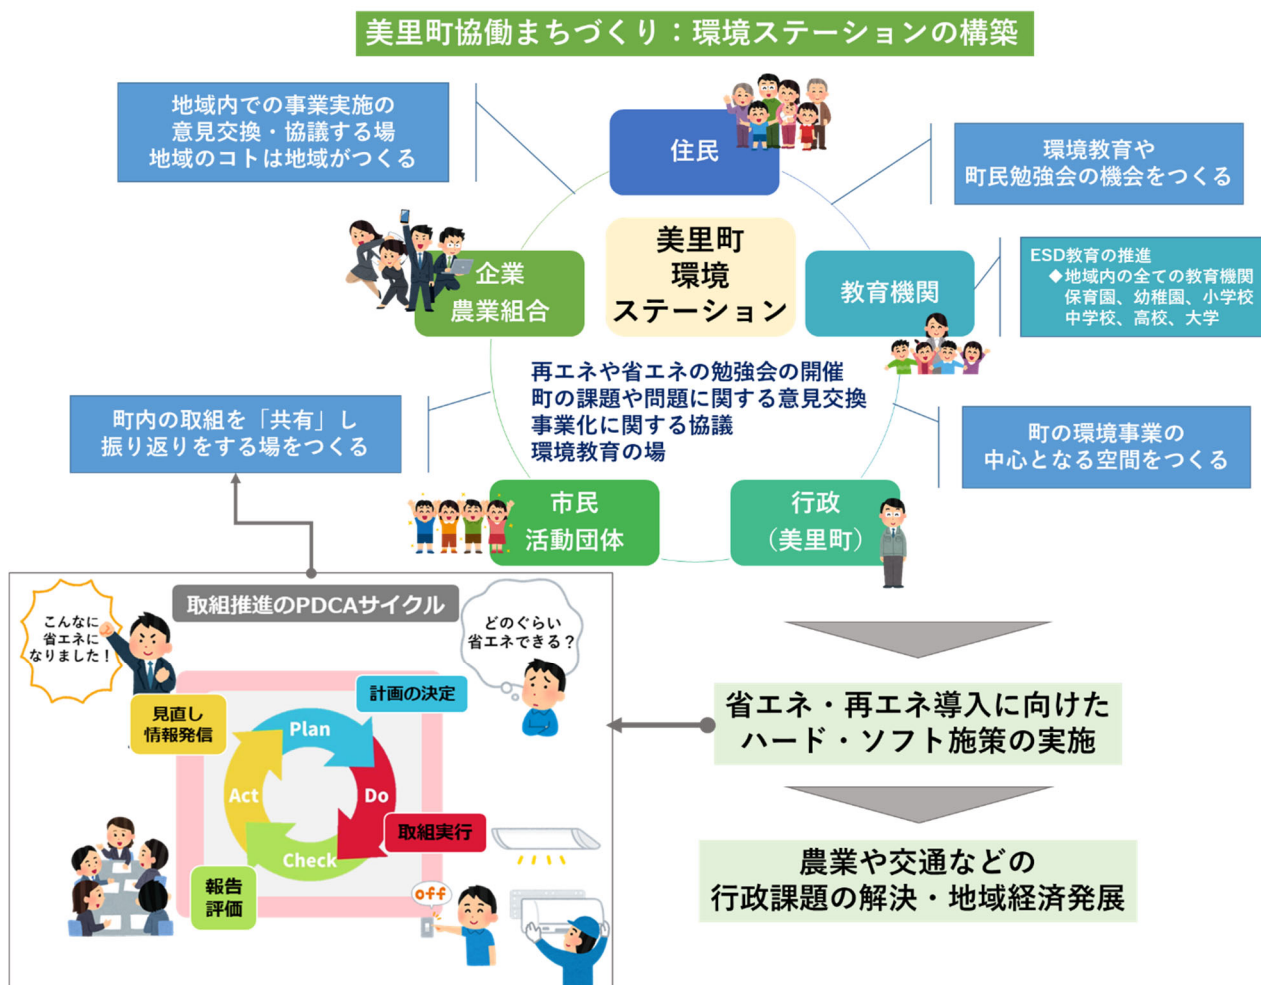 美里町協働まちづくり：環境ステーションの構築
地域内での事業実施の
意見交換・協議する場
地域のコトは地域がつくる
住民
環境教育や
町民勉強会の機会をつくる
企業
農業組合
美里町
環境
ステーション
教育機関
ESD教育の推進
◆地域内の全ての教育機関
保育園、幼稚園、小学校
中学校、高校、大学
再エネや省エネの勉強会の開催
町の課題や問題に関する意見交換
事業化に関する協議
環境教育の場
町内の取組を「共有」し
振り返りをする場をつくる
町の環境事業の
中心となる空間をつくる
市民
活動団体
行政
（美里町）
取組推進のPDCAサイクル
こんなに
省エネに
なりました！
どのぐらい
省エネできる？
見直し
情報発信
計画の決定
Plan
Act
Do
Check
取組実行
報告
評価
off
省エネ・再エネ導入に向けた
ハード・ソフト施策の実施
農業や交通などの
行政課題の解決・地域経済発展